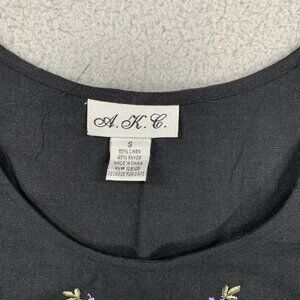 A. K. C.
S
55% LINEN
45% RAYON
MADE IN CHINA
REVERSE FOR CARE